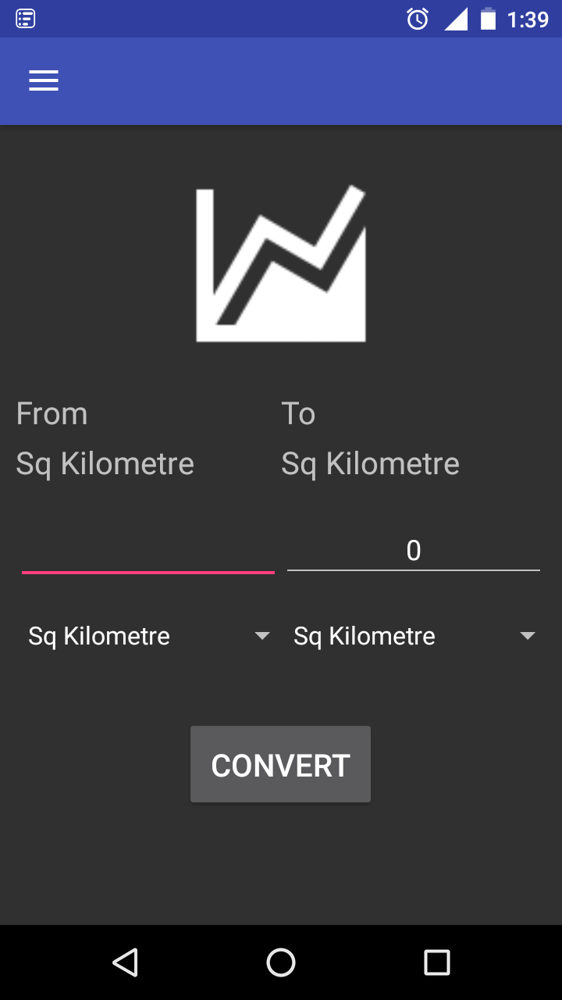 1:39
From To
Sq Kilometre Sq Kilometre
0
Sq Kilometre Sq Kilometre
CONVERT